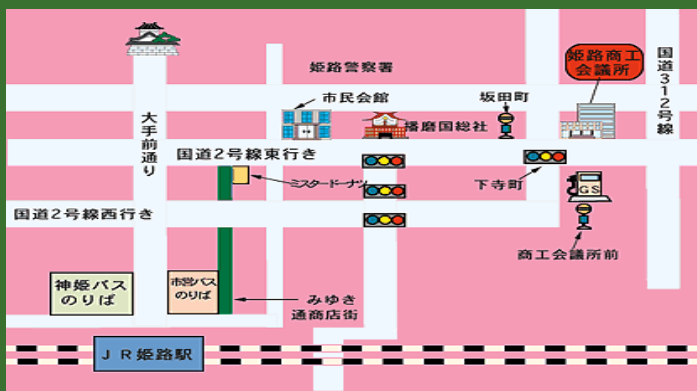 姫路商工
会議所
国道312号線
姫路警察署
市民会館
坂田町
大手前通り
播磨国総社
国道2号線東行き
ミスタードーナツ
下寺町
GS
国道2号線西行き
商工会議所前
神姫バス
のりば
市営バス
のりば
みゆき
通商店街
JR姫路駅